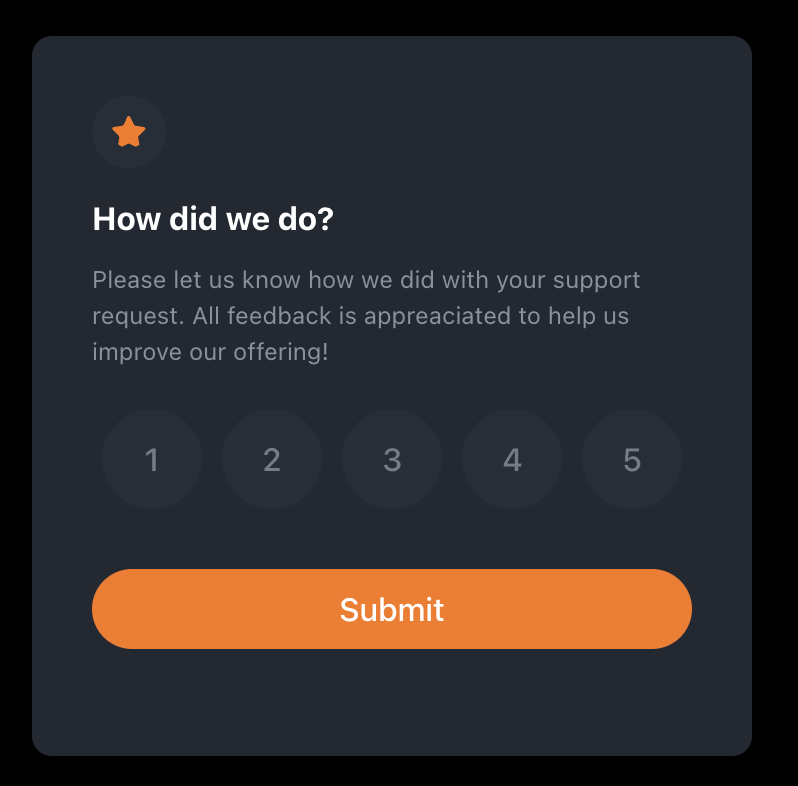 How did we do?
Please let us know how we did with your support
request. All feedback is appreaciated to help us
improve our offering!
1 2 3 4 5
Submit